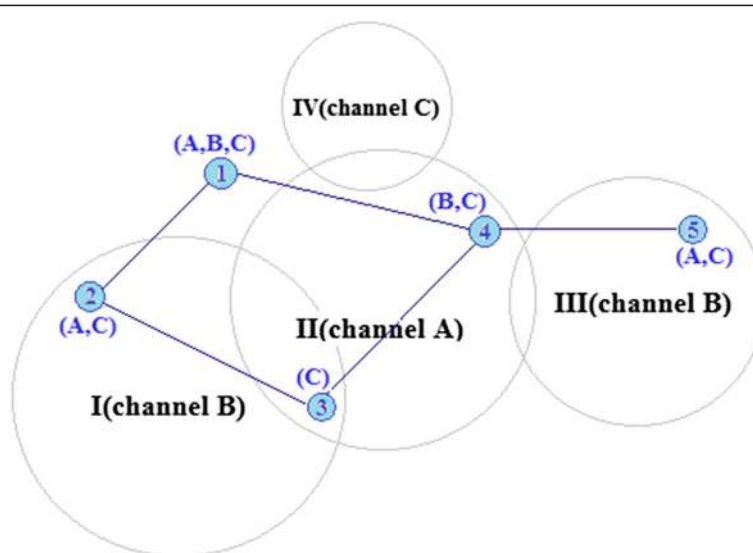 IV(channel C)
(A,B,C)
1
(B,C)
4
5
(A,C)
2
(A,C)
II(channel A)
III(channel B)
(C)
3
I(channel B)